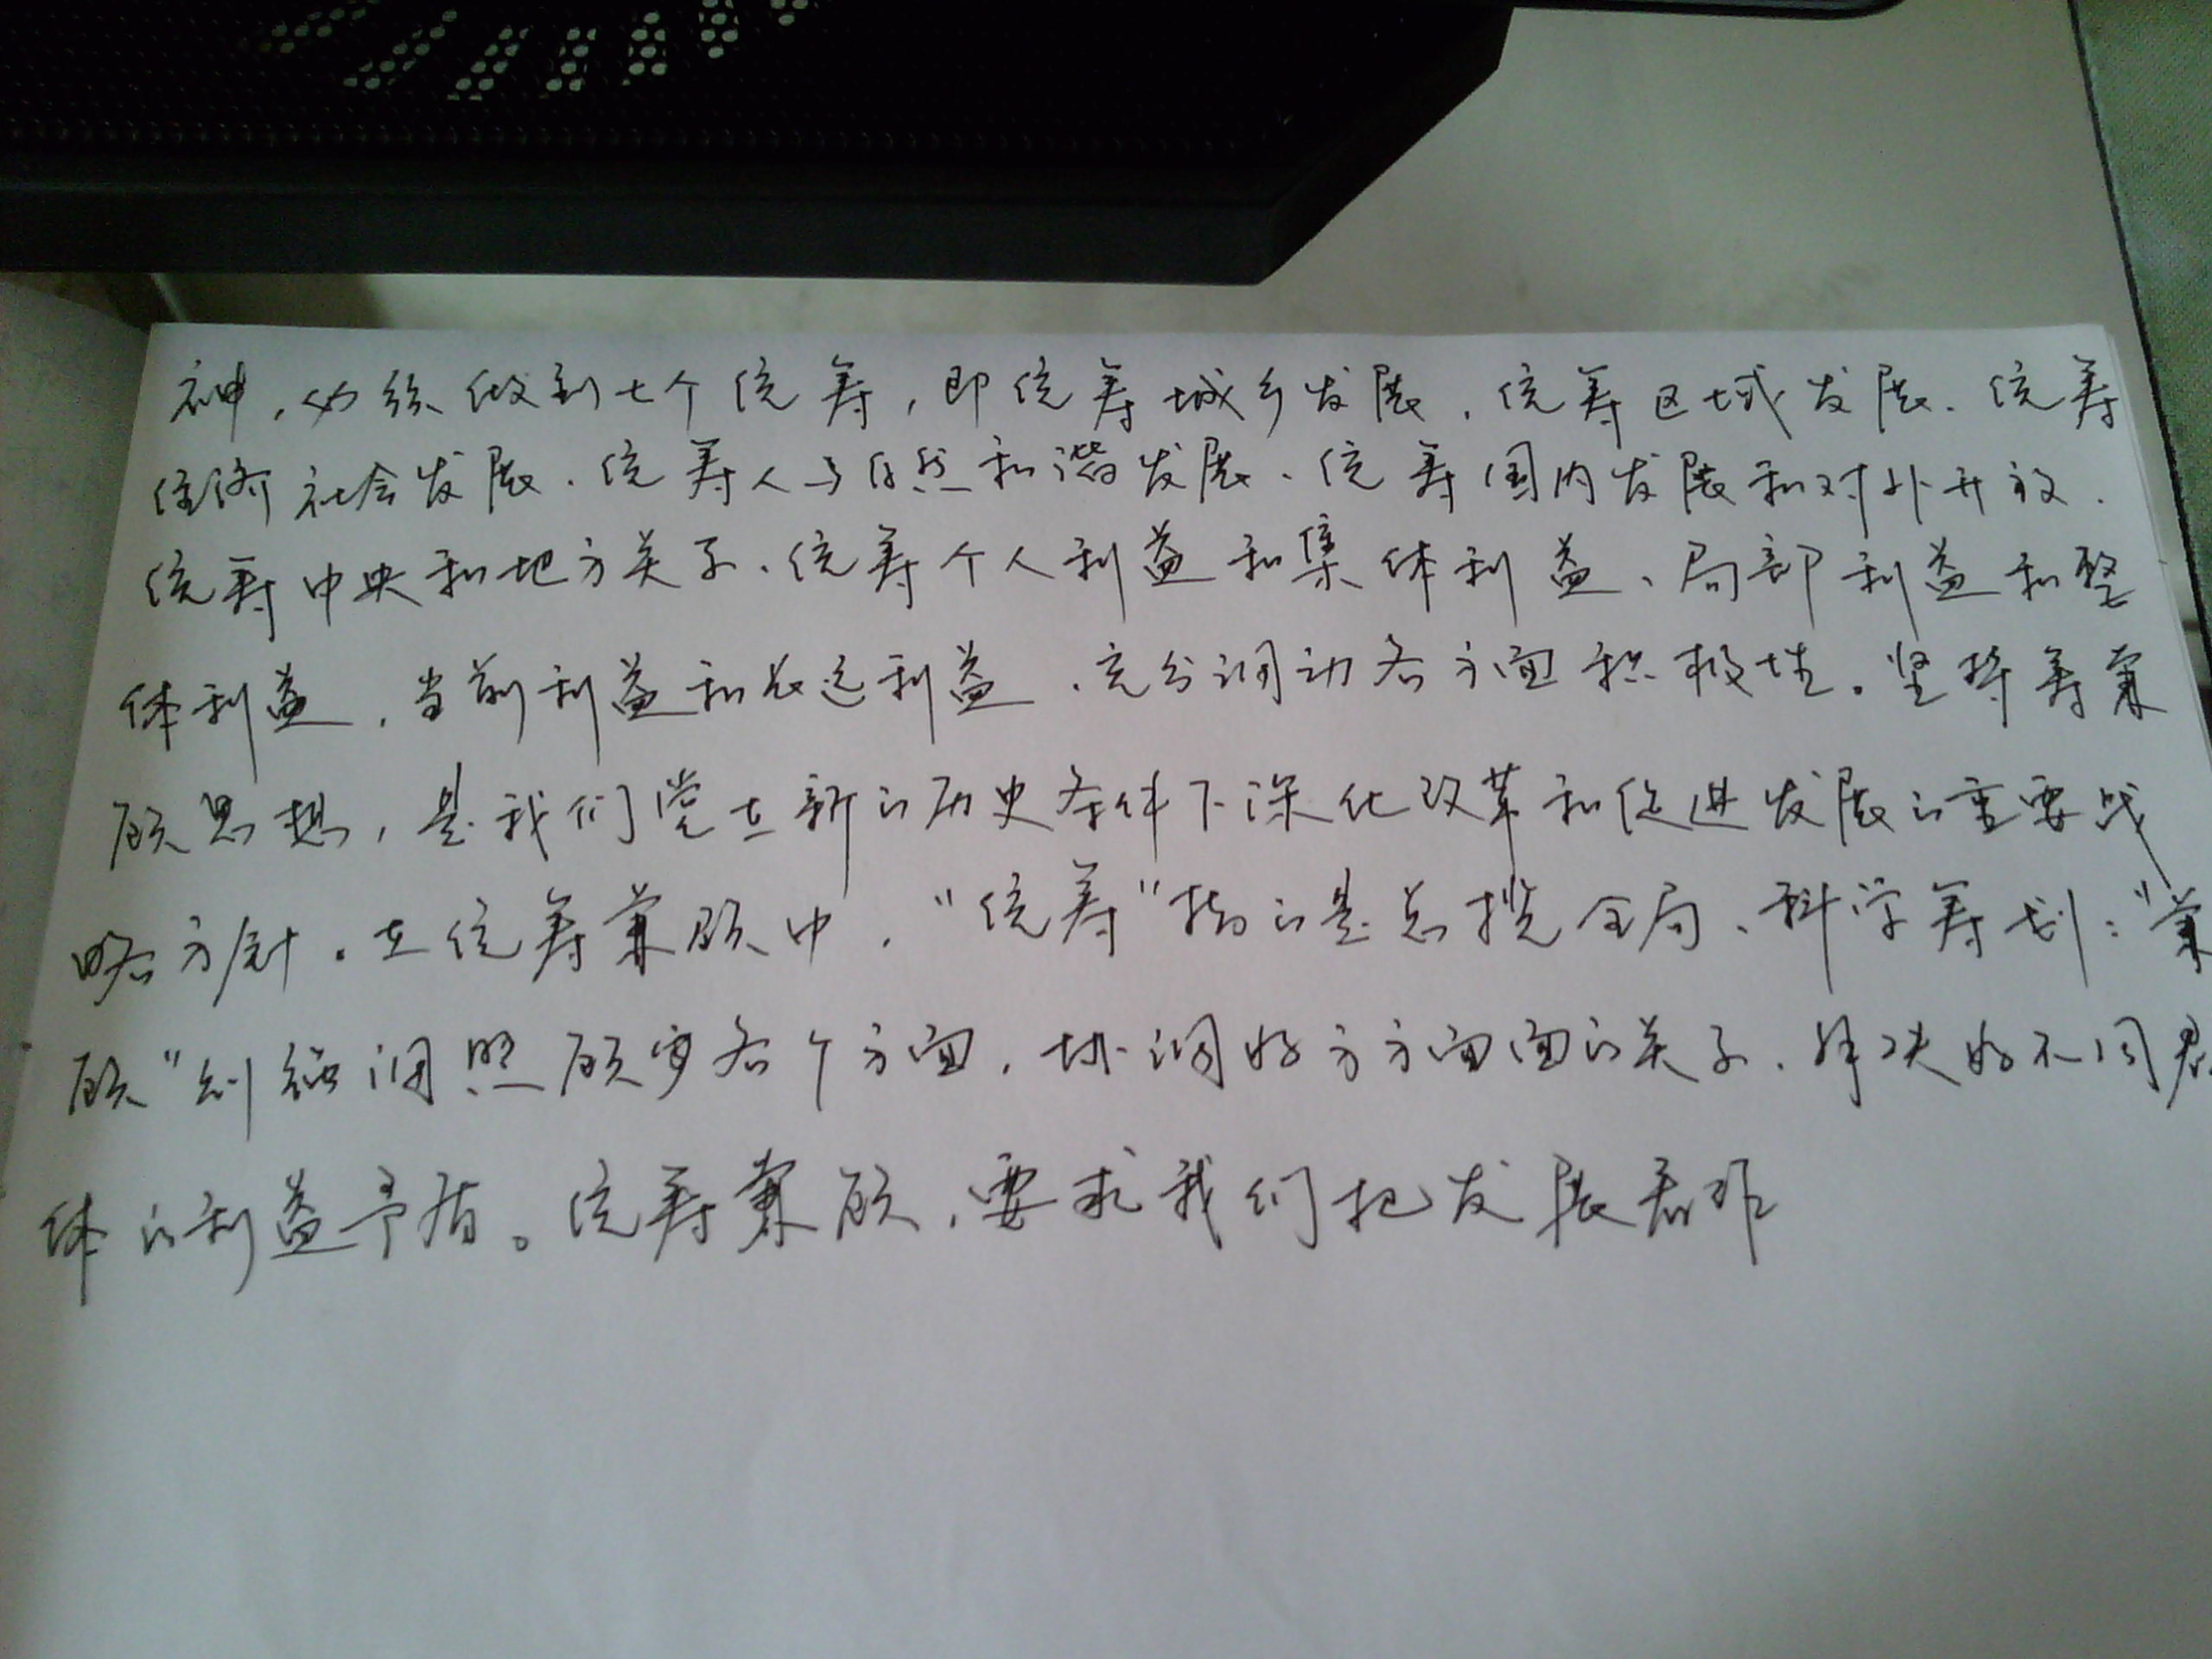 神,必须做到七个统筹,即统筹城乡发展、统筹区域发展、统筹
经济社会发展、统筹人与自然和谐发展、统筹国内发展和对外开放、
统筹中央和地方关系、统筹个人利益和集体利益、局部利益和整
体利益,当前利益和长远利益,充分调动各方面积极性。坚持筹兼
顾思想,是我们党在新的历史条件下深化改革和促进发展的重要战
略方针。在统筹兼顾中,“统筹”指的是总揽全局、科学筹划;“兼
顾”则强调照顾实各个方面,协调好方方面面的关系,解决好不同群
体的利益矛盾。统筹兼顾,要求我们把发展看作